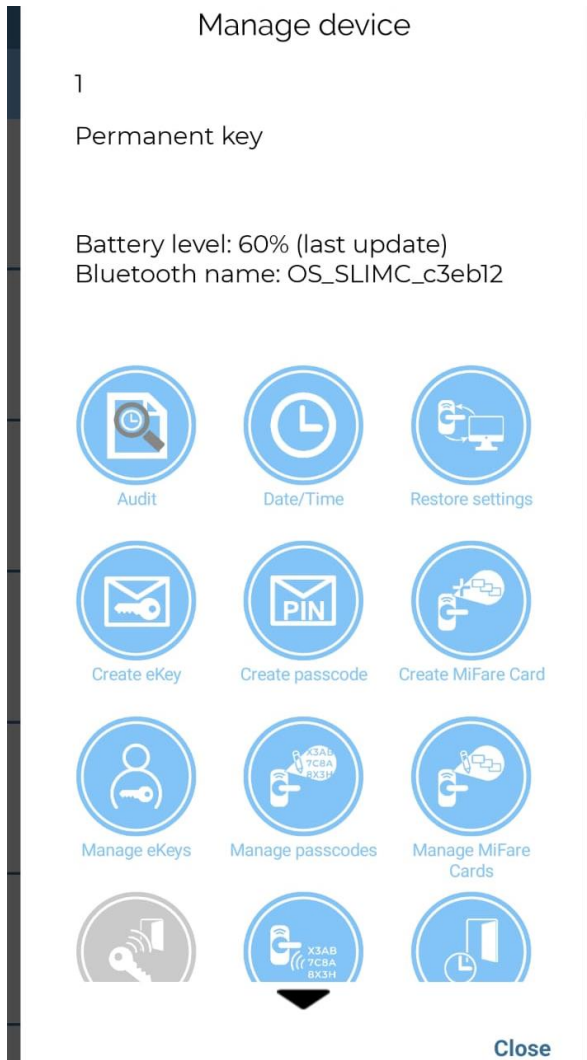 Manage device
1
Permanent key
Battery level: 60% (last update)
Bluetooth name: OS_SLIMC_c3eb12
Audit
Date/Time
Restore settings
PIN
Create eKey
Create passcode
Create MiFare Card
X3AB
7C8A
8X3H
Manage eKeys
Manage passcodes
Manage MiFare
Cards
X3AB
7C8A
8X3H
Close